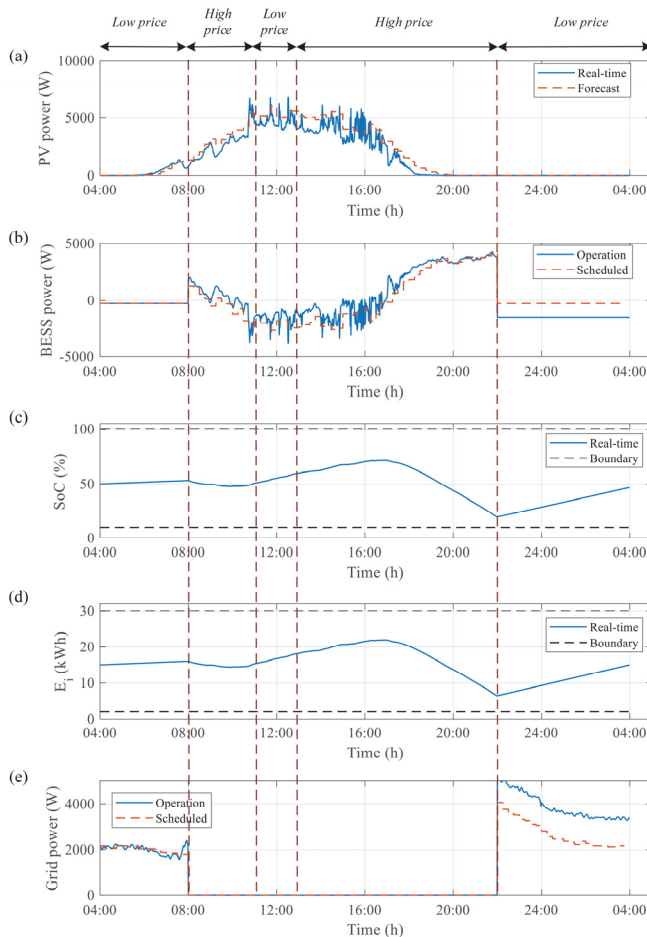 Low price High price Low price High price Low price
(a)
10000
5000
0
PV power (W)
Real-time
Forecast
04:00 08:00 12:00 16:00 20:00 24:00 04:00
Time (h)
(b)
5000
0
-5000
BESS power (W)
Operation
Scheduled
04:00 08:00 12:00 16:00 20:00 24:00 04:00
Time (h)
(c)
100
50
0
SoC (%)
Real-time
Boundary
04:00 08:00 12:00 16:00 20:00 24:00 04:00
Time (h)
(d)
30
20
10
0
E_i (kWh)
Real-time
Boundary
04:00 08:00 12:00 16:00 20:00 24:00 04:00
Time (h)
(e)
4000
2000
0
Grid power (W)
Operation
Scheduled
04:00 08:00 12:00 16:00 20:00 24:00 04:00
Time (h)